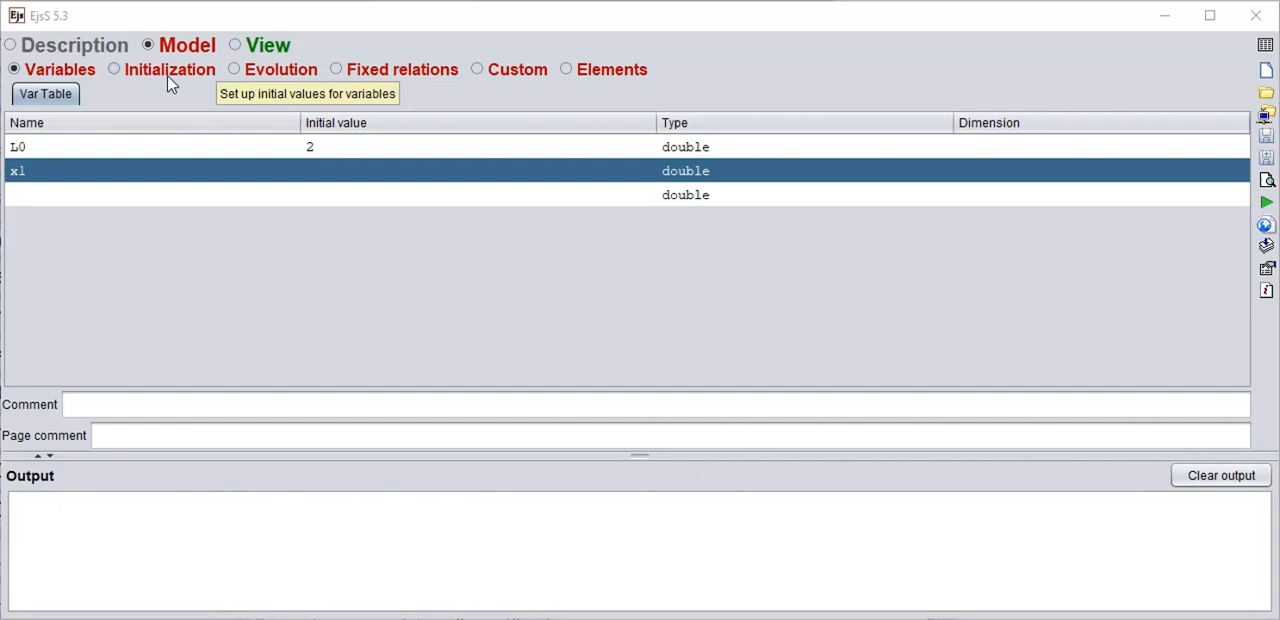 EjsS 5.3
Description Model View
Variables Initialization Evolution Fixed relations Custom Elements
Var Table Set up initial values for variables
Name Initial value Type Dimension
L0 2 double
x1 double
double
Comment
Page comment
Output Clear output